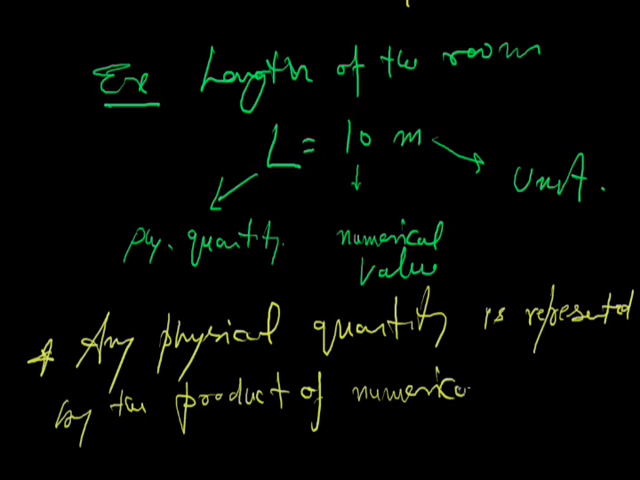 Ex Length of the room
L = 10 m
Unit.
phy. quantity. numerical
value
* Any physical quantity is represented
by the product of numerica